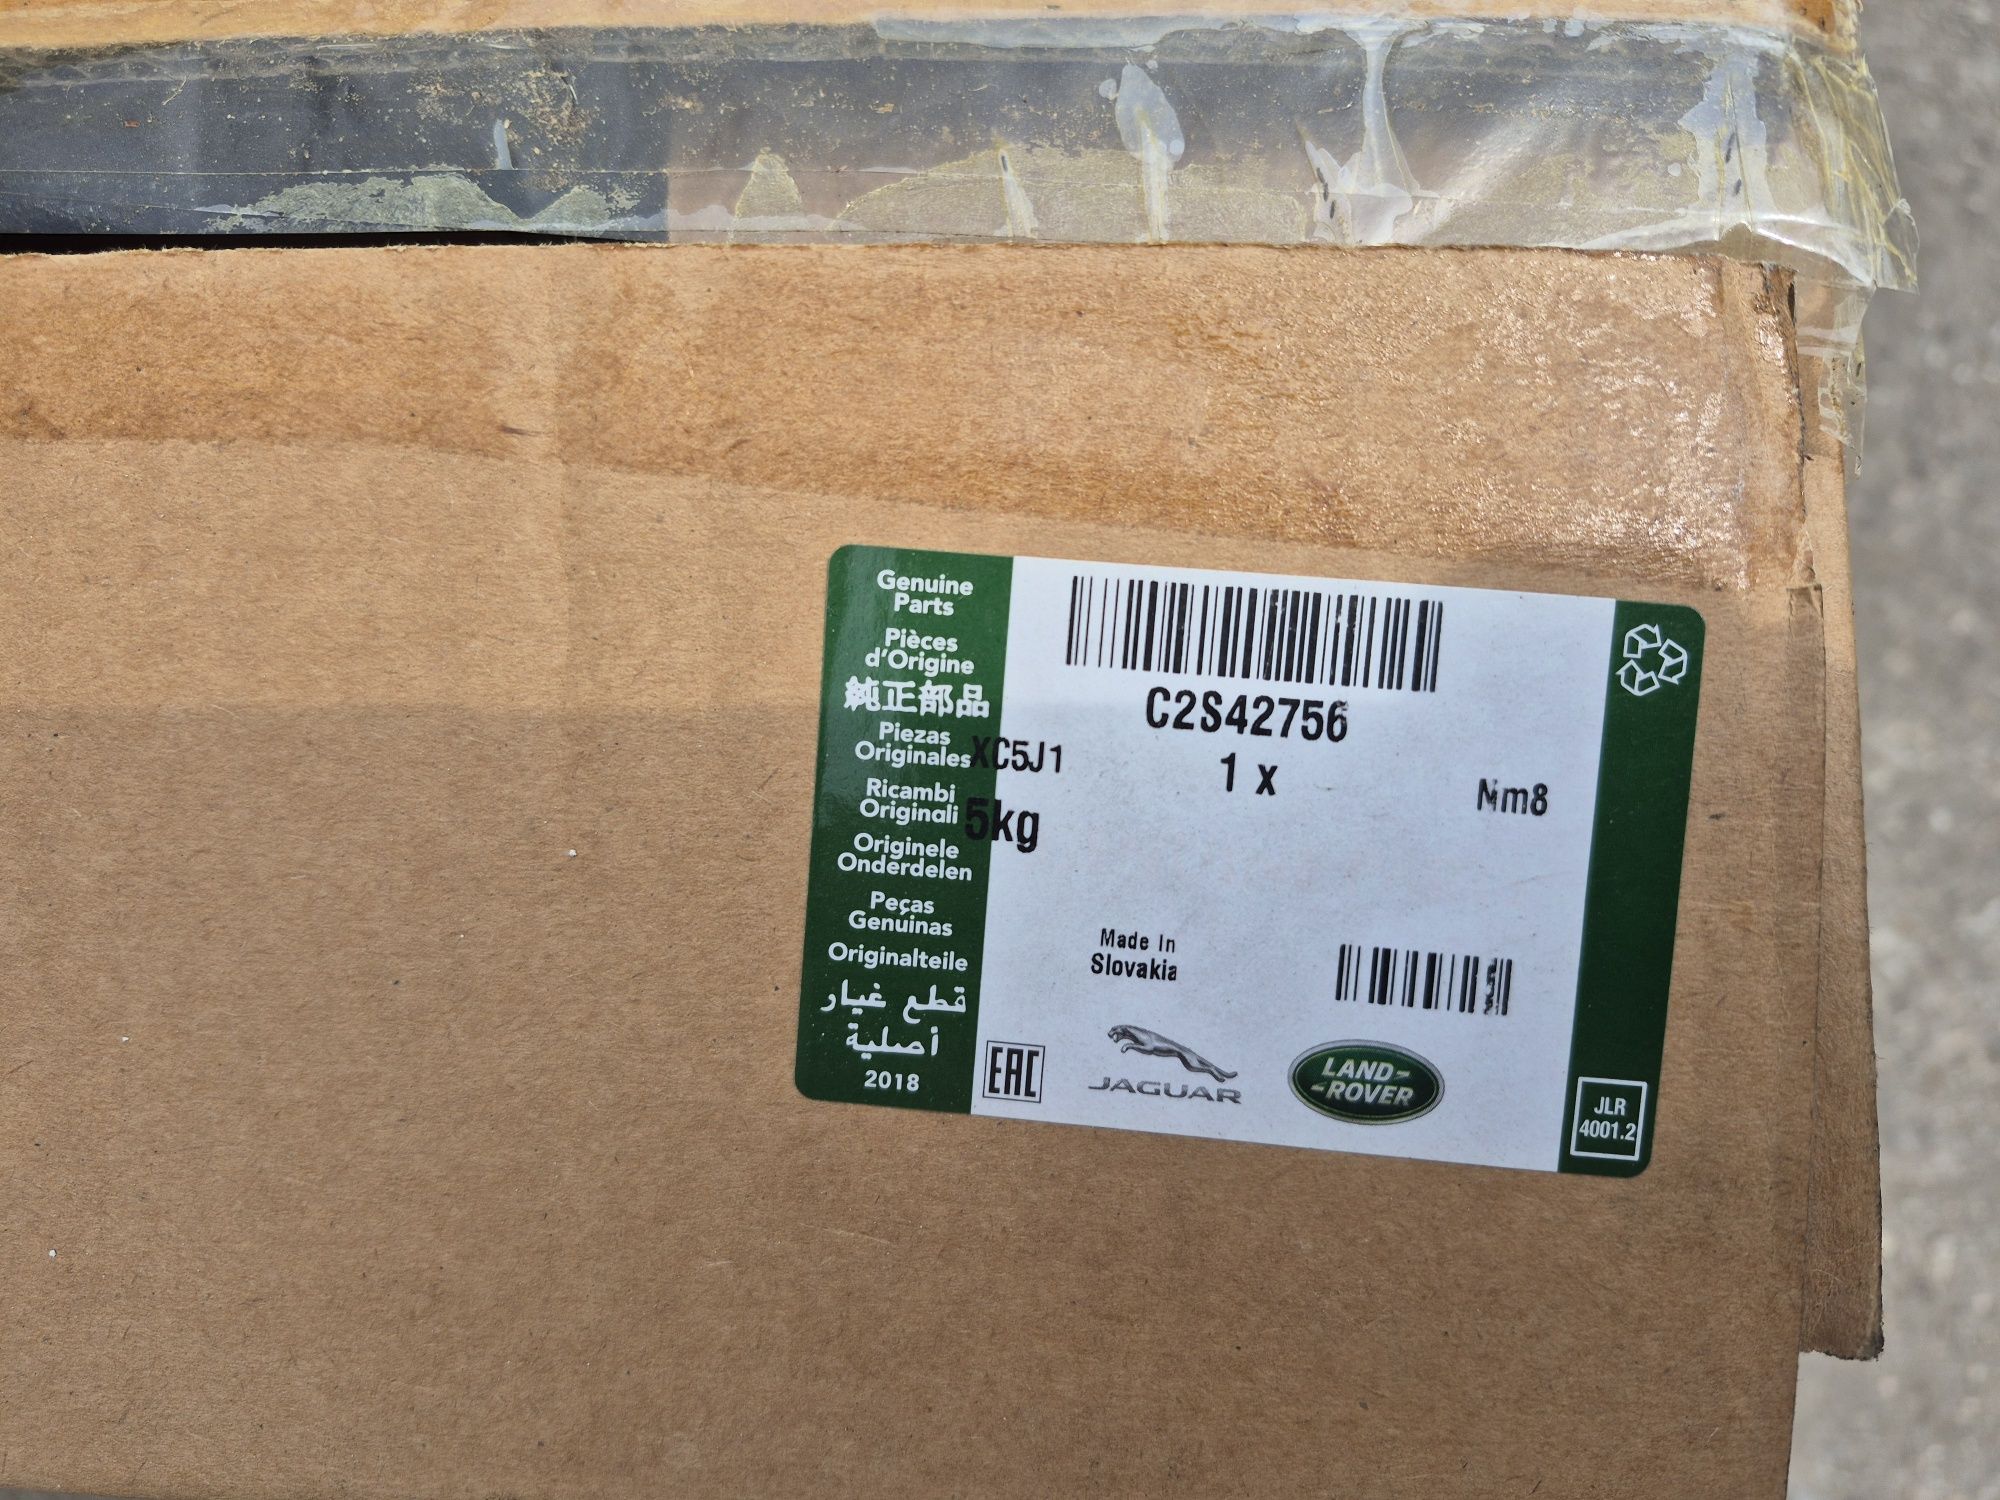 Genuine
Parts
Pièces
d'Origine
純正部品
Piezas
Originales
Ricambi
Originali
Originele
Onderdelen
Peças
Genuinas
Originalteile
قطع غيار
أصلية
2018
C2S42756
XC5J1
1 x
Nm8
5kg
Made In
Slovakia
EAC
JAGUAR
LAND-
-ROVER
JLR
4001.2